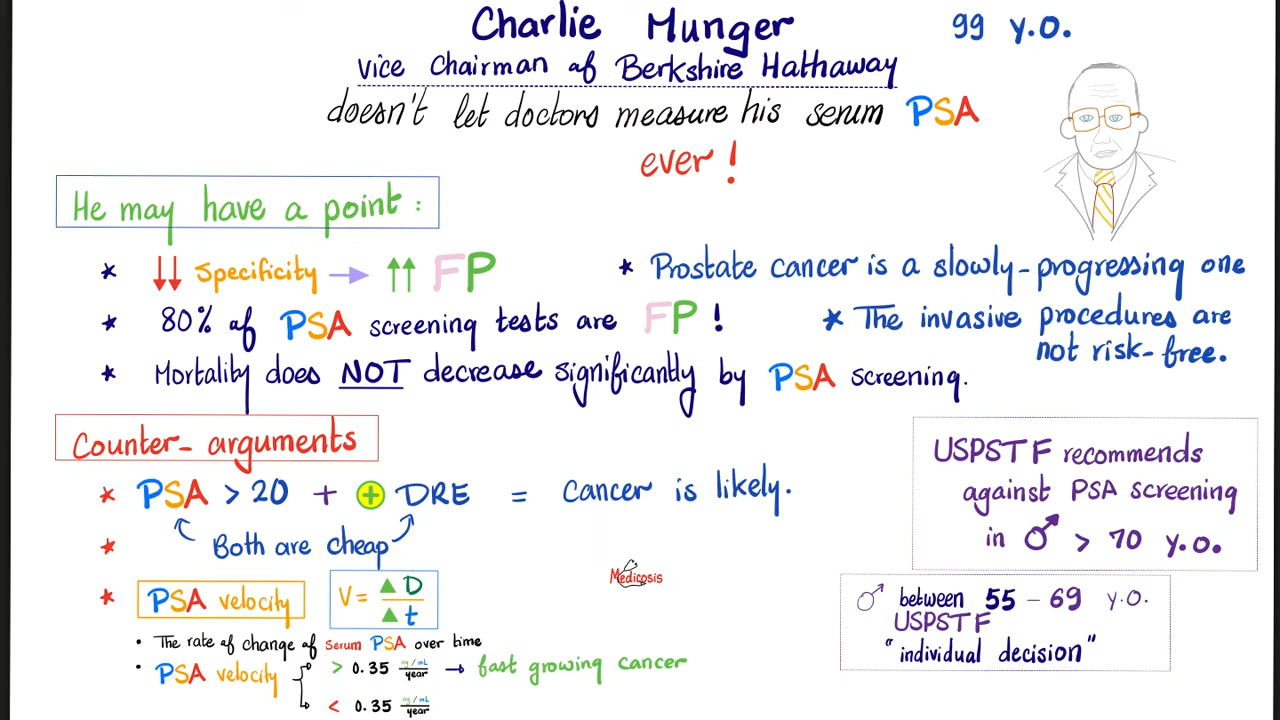 Charlie Munger
99 y.o.
Vice Chairman of Berkshire Hathaway
doesn't let doctors measure his serum PSA
ever!
He may have a point:
* ↓↓ Specificity → ↑↑ FP
* 80% of PSA screening tests are FP!
* Mortality does NOT decrease significantly by PSA screening.
* Prostate cancer is a slowly-progressing one
* The invasive procedures are
not risk-free.
Counter-arguments
* PSA > 20 + + DRE = Cancer is likely.
* Both are cheap
* PSA velocity V = ▲D / ▲t
• The rate of change of serum PSA over time
• PSA velocity > 0.35 ng/mL/year → fast growing cancer
< 0.35 ng/mL/year
Medicosis
USPSTF recommends
against PSA screening
in ♂ > 70 y.o.
♂ between 55 - 69 y.o.
USPSTF
"individual decision"